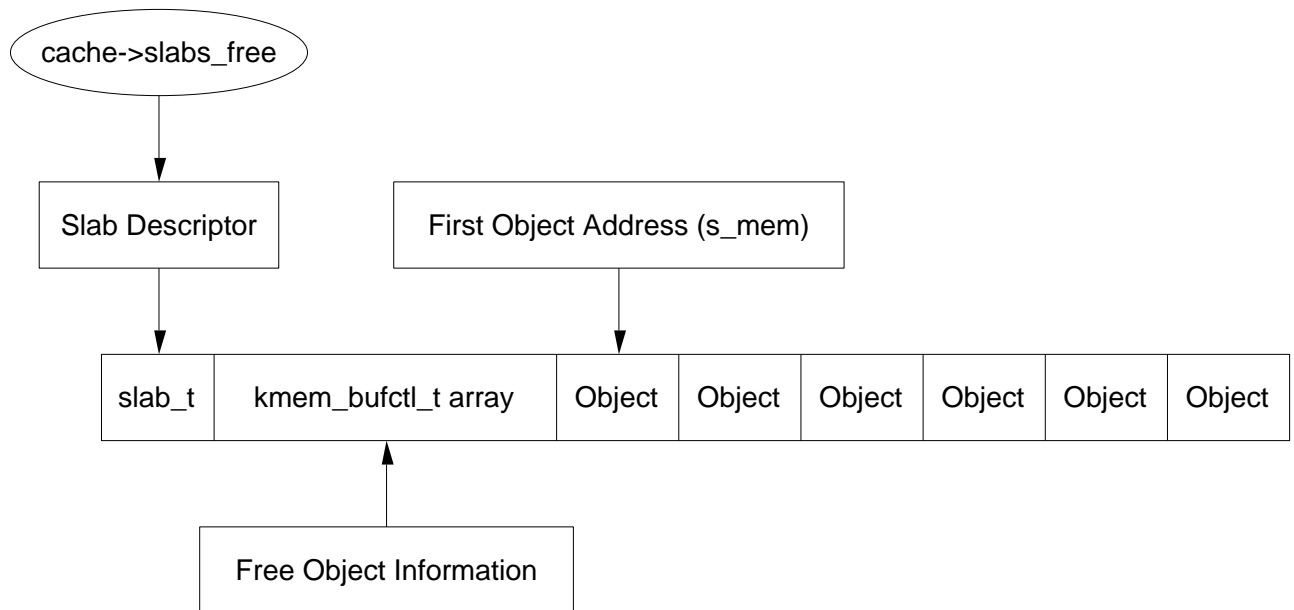 cache->slabs_free
Slab Descriptor
First Object Address (s_mem)
slab_t
kmem_bufctl_t array
Object
Object
Object
Object
Object
Object
Free Object Information